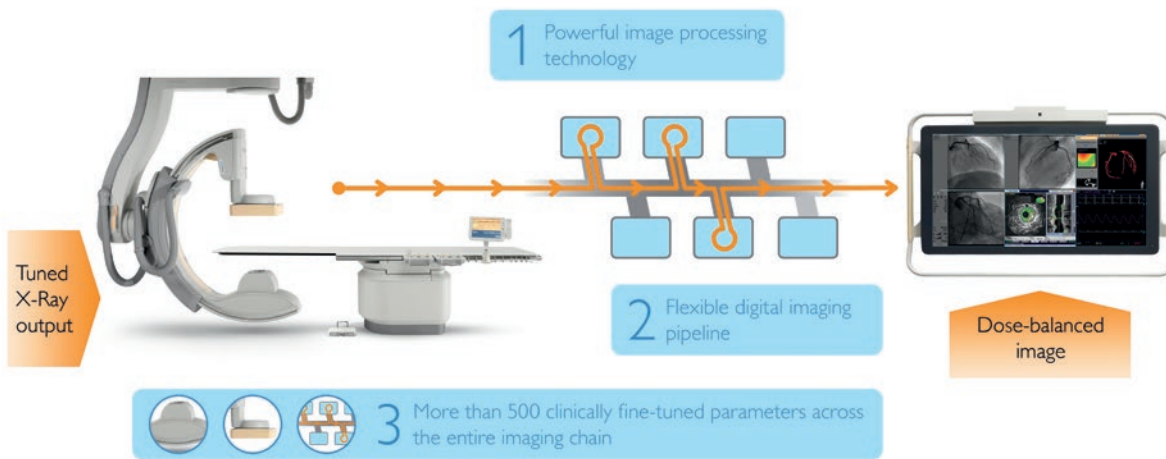 1 Powerful image processing
technology
Tuned
X-Ray
output
2 Flexible digital imaging
pipeline
Dose-balanced
image
3 More than 500 clinically fine-tuned parameters across
the entire imaging chain